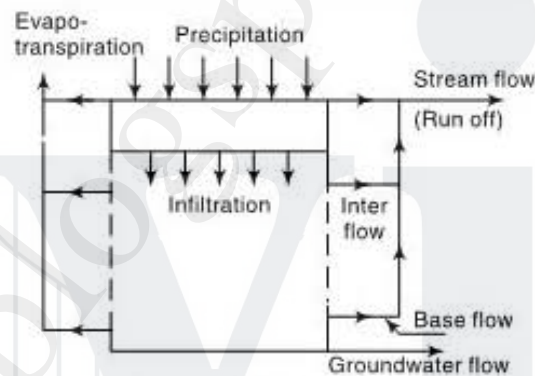 Evapo-
transpiration
Precipitation
Stream flow
(Run off)
Infiltration
Inter
flow
Base flow
Groundwater flow